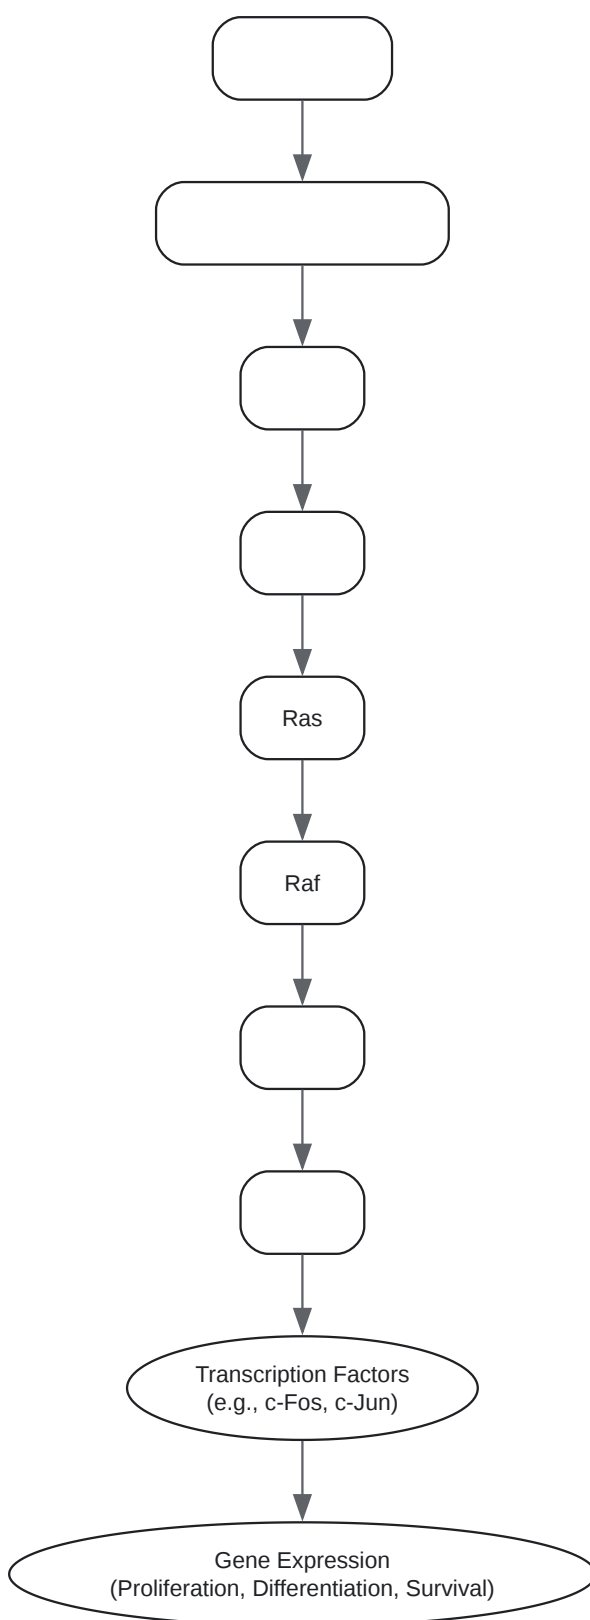 Ras
Raf
Transcription Factors
(e.g., c-Fos, c-Jun)
Gene Expression
(Proliferation, Differentiation, Survival)